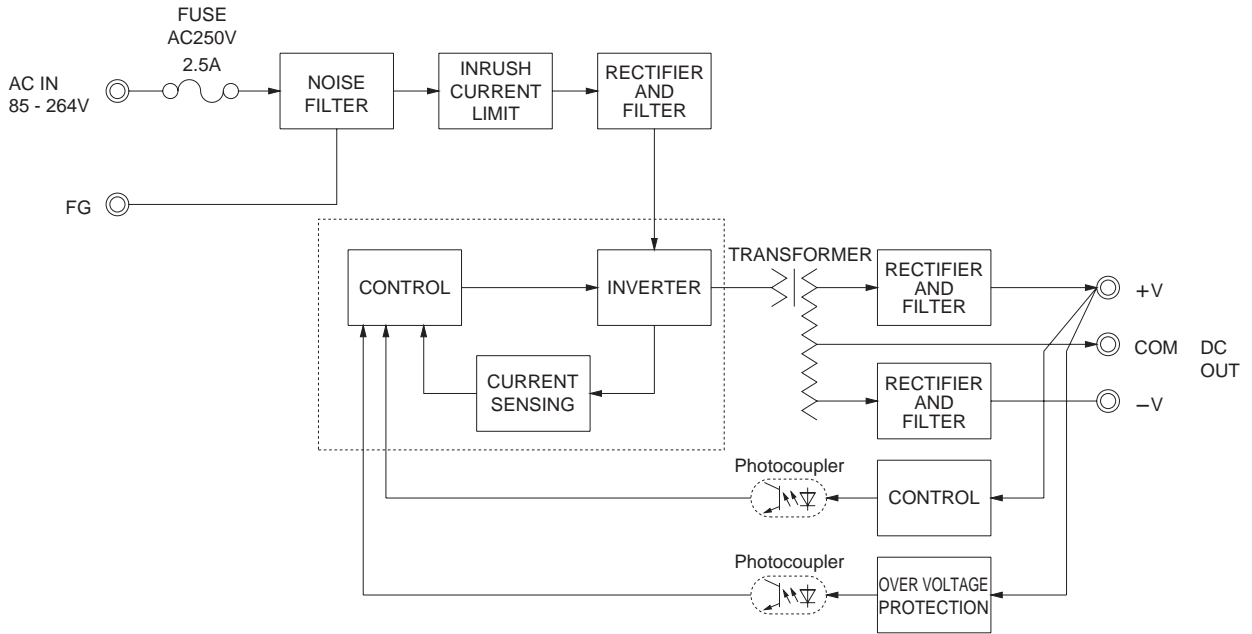 FUSE
AC250V
2.5A
AC IN
85 - 264V
NOISE
FILTER
INRUSH
CURRENT
LIMIT
RECTIFIER
AND
FILTER
FG
CONTROL
INVERTER
TRANSFORMER
RECTIFIER
AND
FILTER
+V
COM
DC
OUT
CURRENT
SENSING
RECTIFIER
AND
FILTER
−V
Photocoupler
CONTROL
Photocoupler
OVER VOLTAGE
PROTECTION